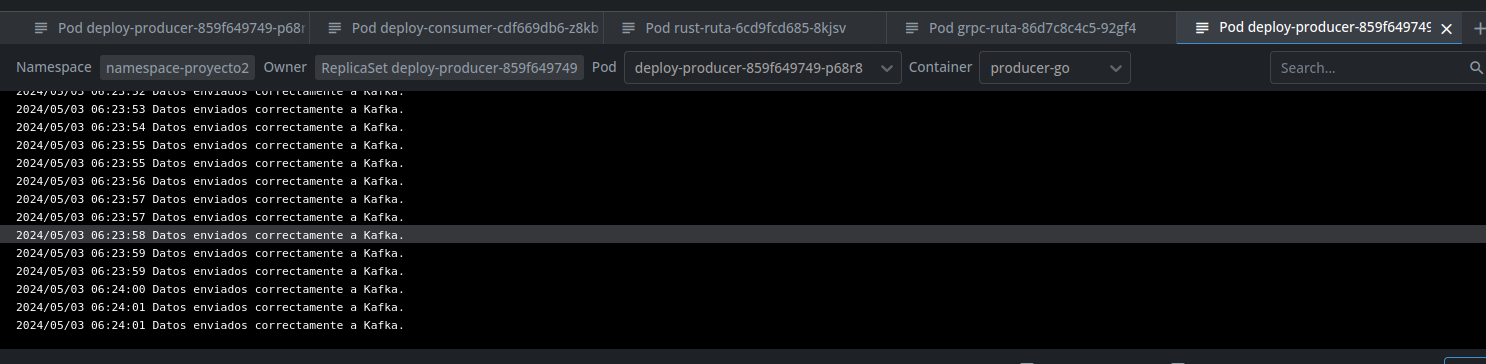 Pod deploy-producer-859f649749-p68r
Pod deploy-consumer-cdf669db6-z8kb
Pod rust-ruta-6cd9fcd685-8kjsv
Pod grpc-ruta-86d7c8c4c5-92gf4
Pod deploy-producer-859f649749
Namespace namespace-proyecto2 Owner ReplicaSet deploy-producer-859f649749 Pod deploy-producer-859f649749-p68r8 Container producer-go Search...
2024/05/03 06:23:52 Datos enviados correctamente a Kafka.
2024/05/03 06:23:53 Datos enviados correctamente a Kafka.
2024/05/03 06:23:54 Datos enviados correctamente a Kafka.
2024/05/03 06:23:55 Datos enviados correctamente a Kafka.
2024/05/03 06:23:55 Datos enviados correctamente a Kafka.
2024/05/03 06:23:56 Datos enviados correctamente a Kafka.
2024/05/03 06:23:57 Datos enviados correctamente a Kafka.
2024/05/03 06:23:57 Datos enviados correctamente a Kafka.
2024/05/03 06:23:58 Datos enviados correctamente a Kafka.
2024/05/03 06:23:59 Datos enviados correctamente a Kafka.
2024/05/03 06:23:59 Datos enviados correctamente a Kafka.
2024/05/03 06:24:00 Datos enviados correctamente a Kafka.
2024/05/03 06:24:01 Datos enviados correctamente a Kafka.
2024/05/03 06:24:01 Datos enviados correctamente a Kafka.